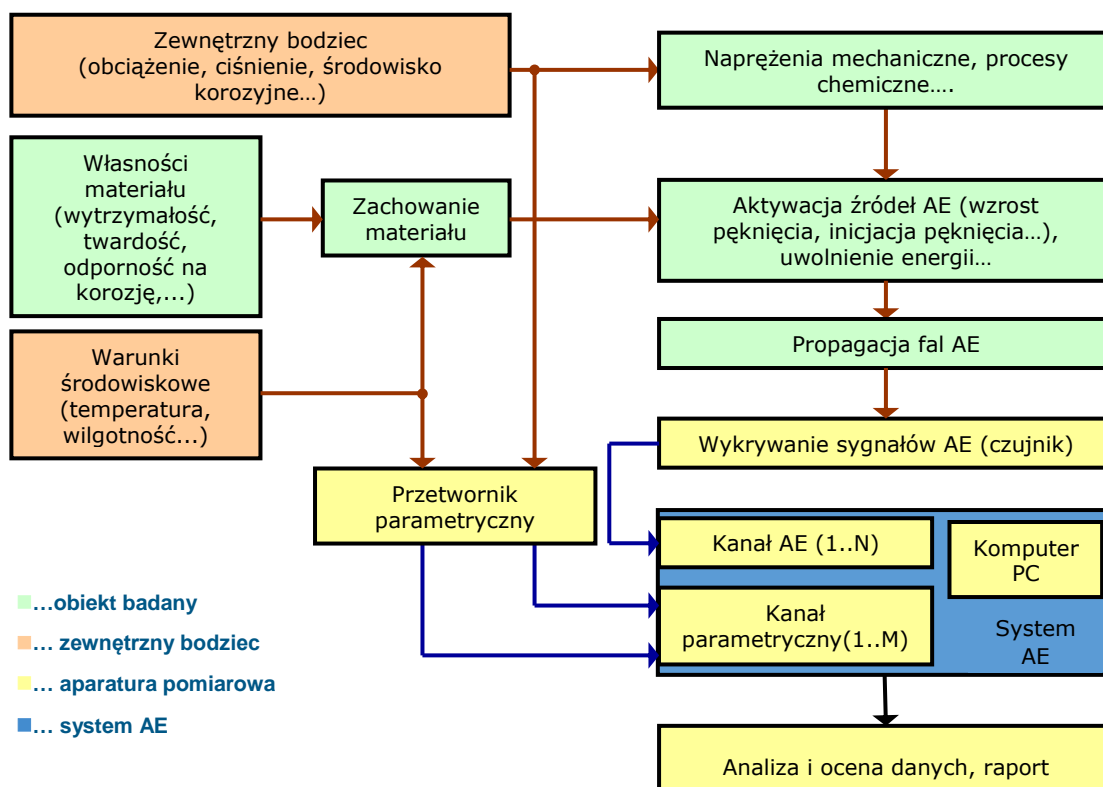 Zewnętrzny bodziec
(obciążenie, ciśnienie, środowisko
korozyjne…)
Naprężenia mechaniczne, procesy
chemiczne….
Własności
materiału
(wytrzymałość,
twardość,
odporność na
korozję,...)
Zachowanie
materiału
Aktywacja źródeł AE (wzrost
pęknięcia, inicjacja pęknięcia…),
uwolnienie energii…
Warunki
środowiskowe
(temperatura,
wilgotność...)
Propagacja fal AE
Wykrywanie sygnałów AE (czujnik)
Przetwornik
parametryczny
Kanał AE (1..N)
Komputer
PC
Kanał
parametryczny(1..M)
System
AE
…obiekt badany
… zewnętrzny bodziec
… aparatura pomiarowa
… system AE
Analiza i ocena danych, raport